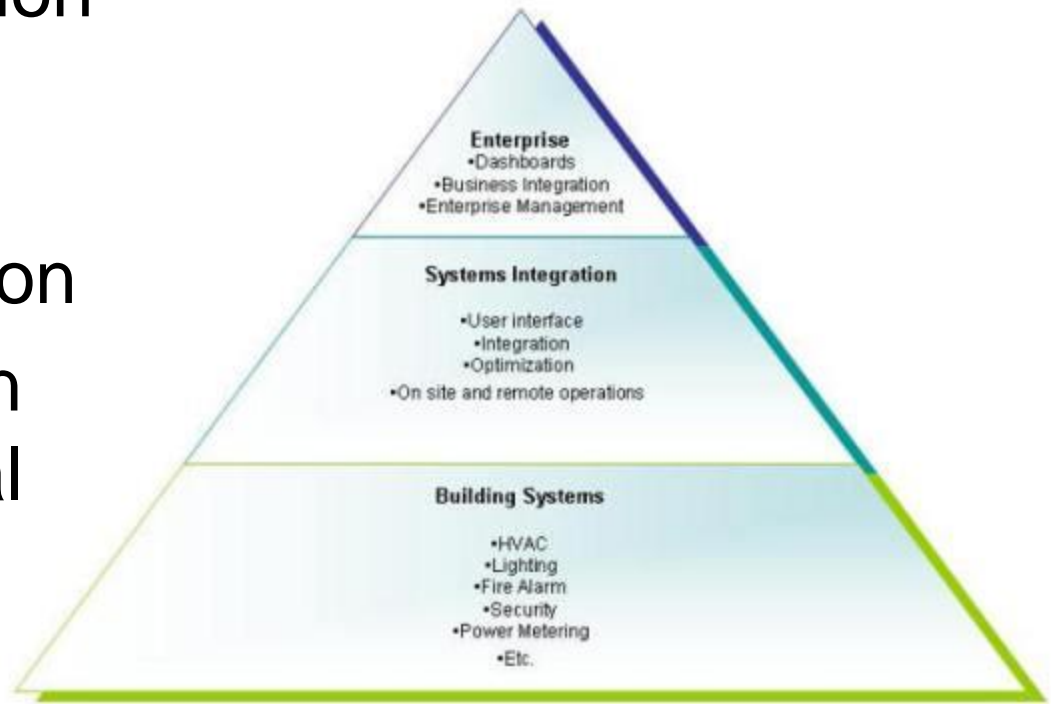 Enterprise
•Dashboards
•Business Integration
•Enterprise Management
Systems Integration
•User interface
•Integration
•Optimization
•On site and remote operations
Building Systems
•HVAC
•Lighting
•Fire Alarm
•Security
•Power Metering
•Etc.